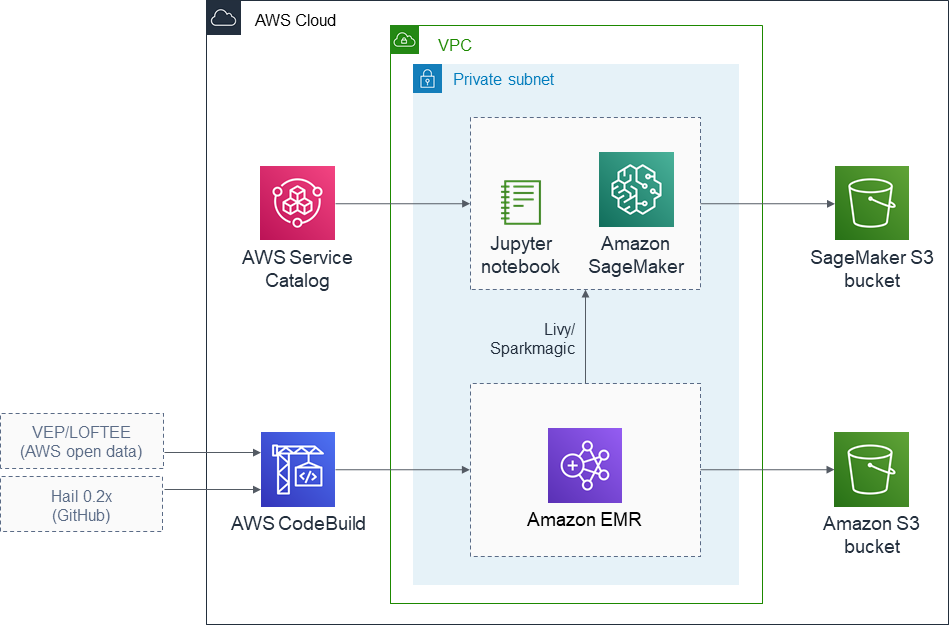 AWS Cloud
VPC
Private subnet
AWS Service
Catalog
Jupyter
notebook
Amazon
SageMaker
SageMaker S3
bucket
Livy/
Sparkmagic
VEP/LOFTEE
(AWS open data)
Hail 0.2x
(GitHub)
AWS CodeBuild
Amazon EMR
Amazon S3
bucket